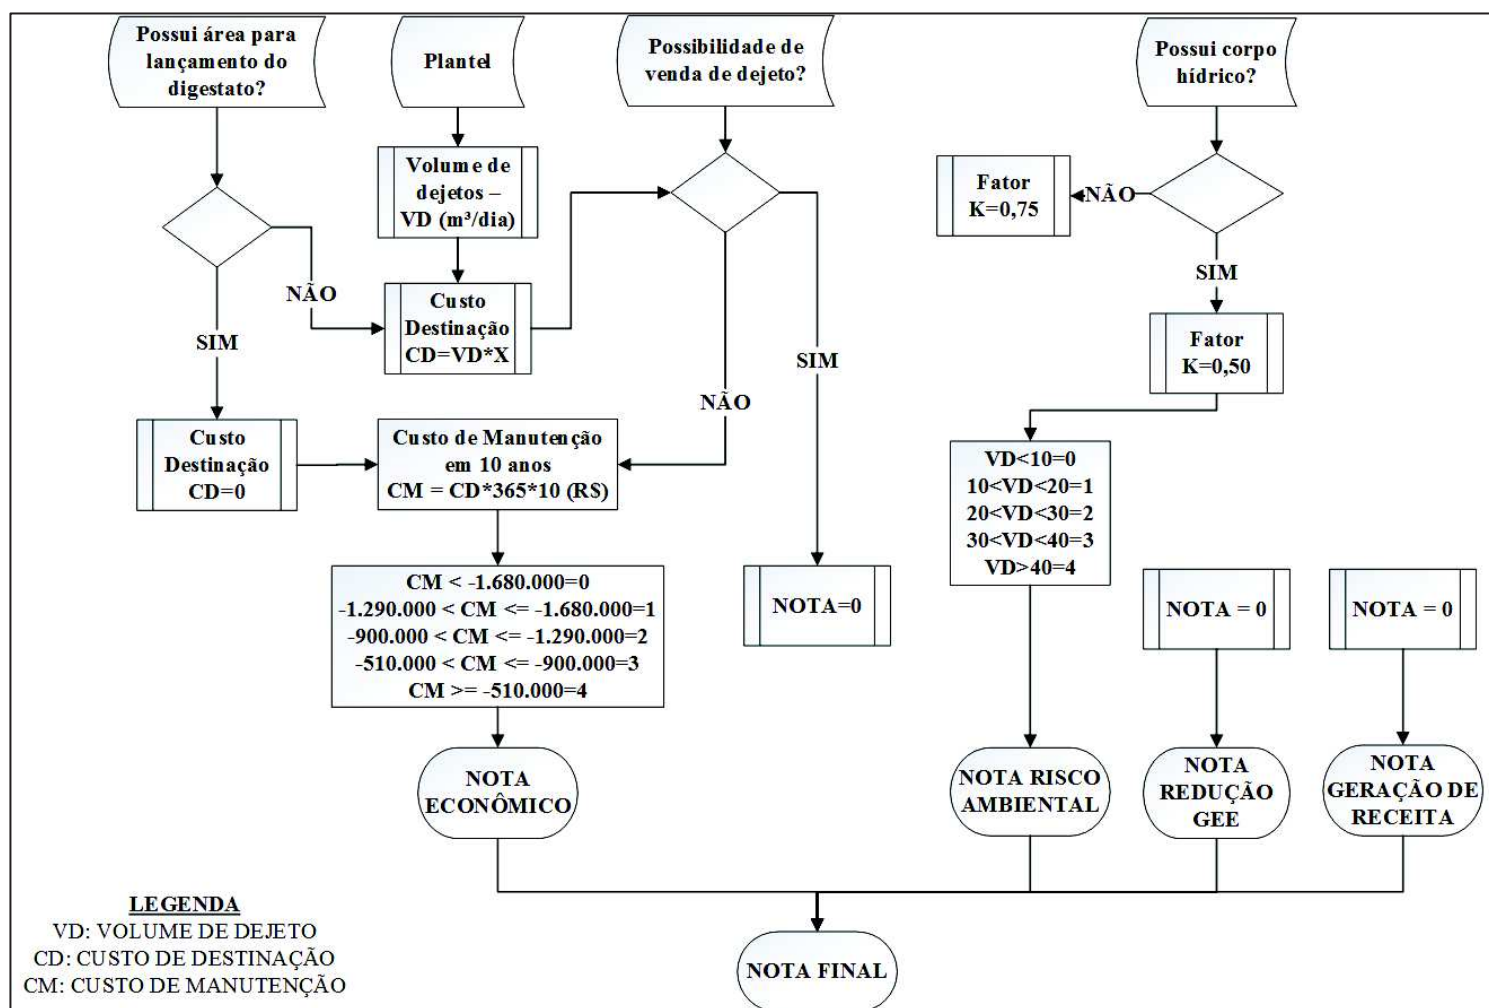 Possui área para
lançamento do
digestato?
Plantel
Possibilidade de
venda de dejeto?
Possui corpo
hídrico?
Volume de
dejetos –
VD (m³/dia)
Fator
K=0,75
NÃO
SIM
NÃO
Custo
Destinação
CD=VD*X
SIM
SIM
NÃO
Fator
K=0,50
Custo
Destinação
CD=0
Custo de Manutenção
em 10 anos
CM = CD*365*10 (R$)
VD<10=0
10<VD<20=1
20<VD<30=2
30<VD<40=3
VD>40=4
CM < -1.680.000=0
-1.290.000 < CM <= -1.680.000=1
-900.000 < CM <= -1.290.000=2
-510.000 < CM <= -900.000=3
CM >= -510.000=4
NOTA=0
NOTA = 0
NOTA = 0
NOTA
ECONÔMICO
NOTA RISCO
AMBIENTAL
NOTA
REDUÇÃO
GEE
NOTA
GERAÇÃO DE
RECEITA
LEGENDA
VD: VOLUME DE DEJETO
CD: CUSTO DE DESTINAÇÃO
CM: CUSTO DE MANUTENÇÃO
NOTA FINAL